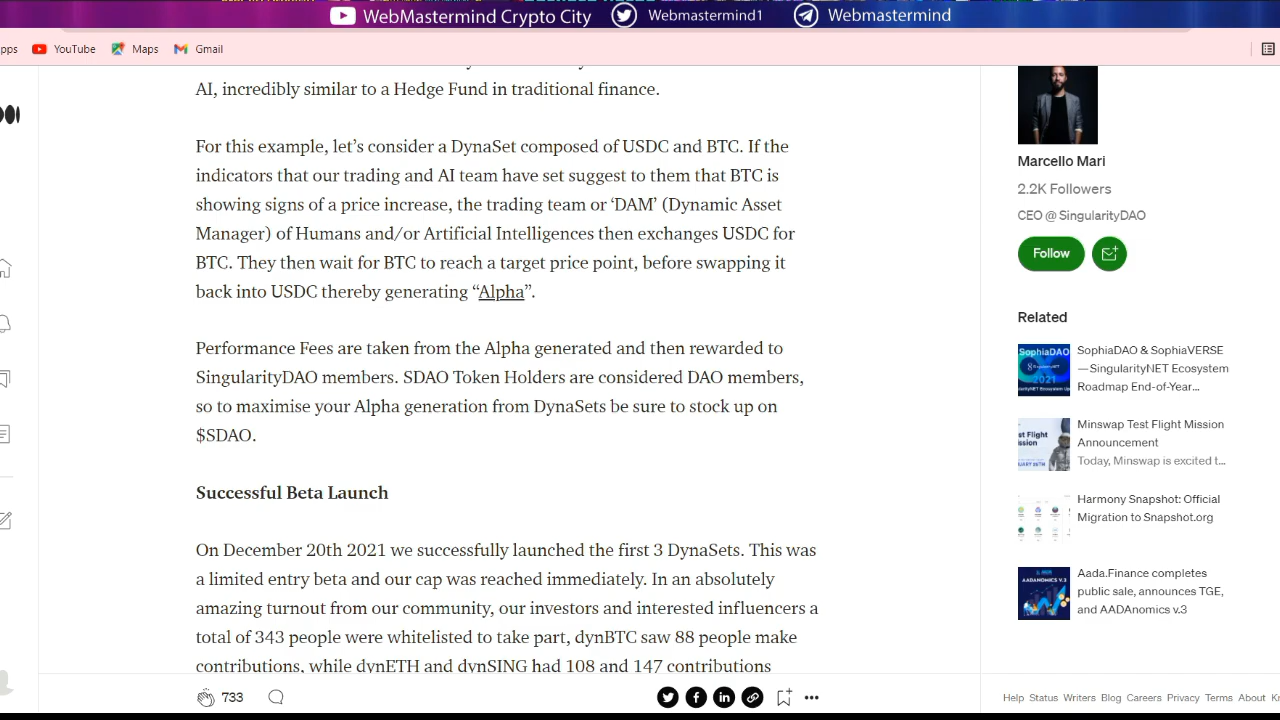 WebMastermind Crypto City Webmastermind1 Webmastermind
YouTube Maps Gmail
AI, incredibly similar to a Hedge Fund in traditional finance.
For this example, let’s consider a DynaSet composed of USDC and BTC. If the
indicators that our trading and AI team have set suggest to them that BTC is
showing signs of a price increase, the trading team or ‘DAM’ (Dynamic Asset
Manager) of Humans and/or Artificial Intelligences then exchanges USDC for
BTC. They then wait for BTC to reach a target price point, before swapping it
back into USDC thereby generating “Alpha”.
Performance Fees are taken from the Alpha generated and then rewarded to
SingularityDAO members. SDAO Token Holders are considered DAO members,
so to maximise your Alpha generation from DynaSets be sure to stock up on
$SDAO.
Successful Beta Launch
On December 20th 2021 we successfully launched the first 3 DynaSets. This was
a limited entry beta and our cap was reached immediately. In an absolutely
amazing turnout from our community, our investors and interested influencers a
total of 343 people were whitelisted to take part, dynBTC saw 88 people make
contributions, while dynETH and dynSING had 108 and 147 contributions
733
Marcello Mari
2.2K Followers
CEO @ SingularityDAO
Follow
Related
SophiaDAO & SophiaVERSE
— SingularityNET Ecosystem
Roadmap End-of-Year...
Minswap Test Flight Mission
Announcement
Today, Minswap is excited t...
Harmony Snapshot: Official
Migration to Snapshot.org
Aada.Finance completes
public sale, announces TGE,
and AADAnomics v.3
Help Status Writers Blog Careers Privacy Terms About